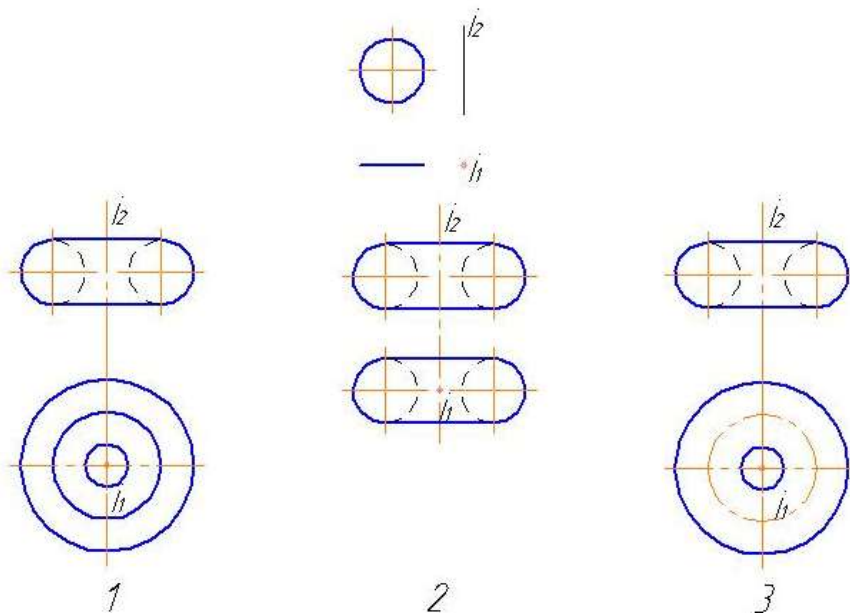 i₂
i₁
i₂ i₂ i₂
i₁ i₁ i₁
1 2 3